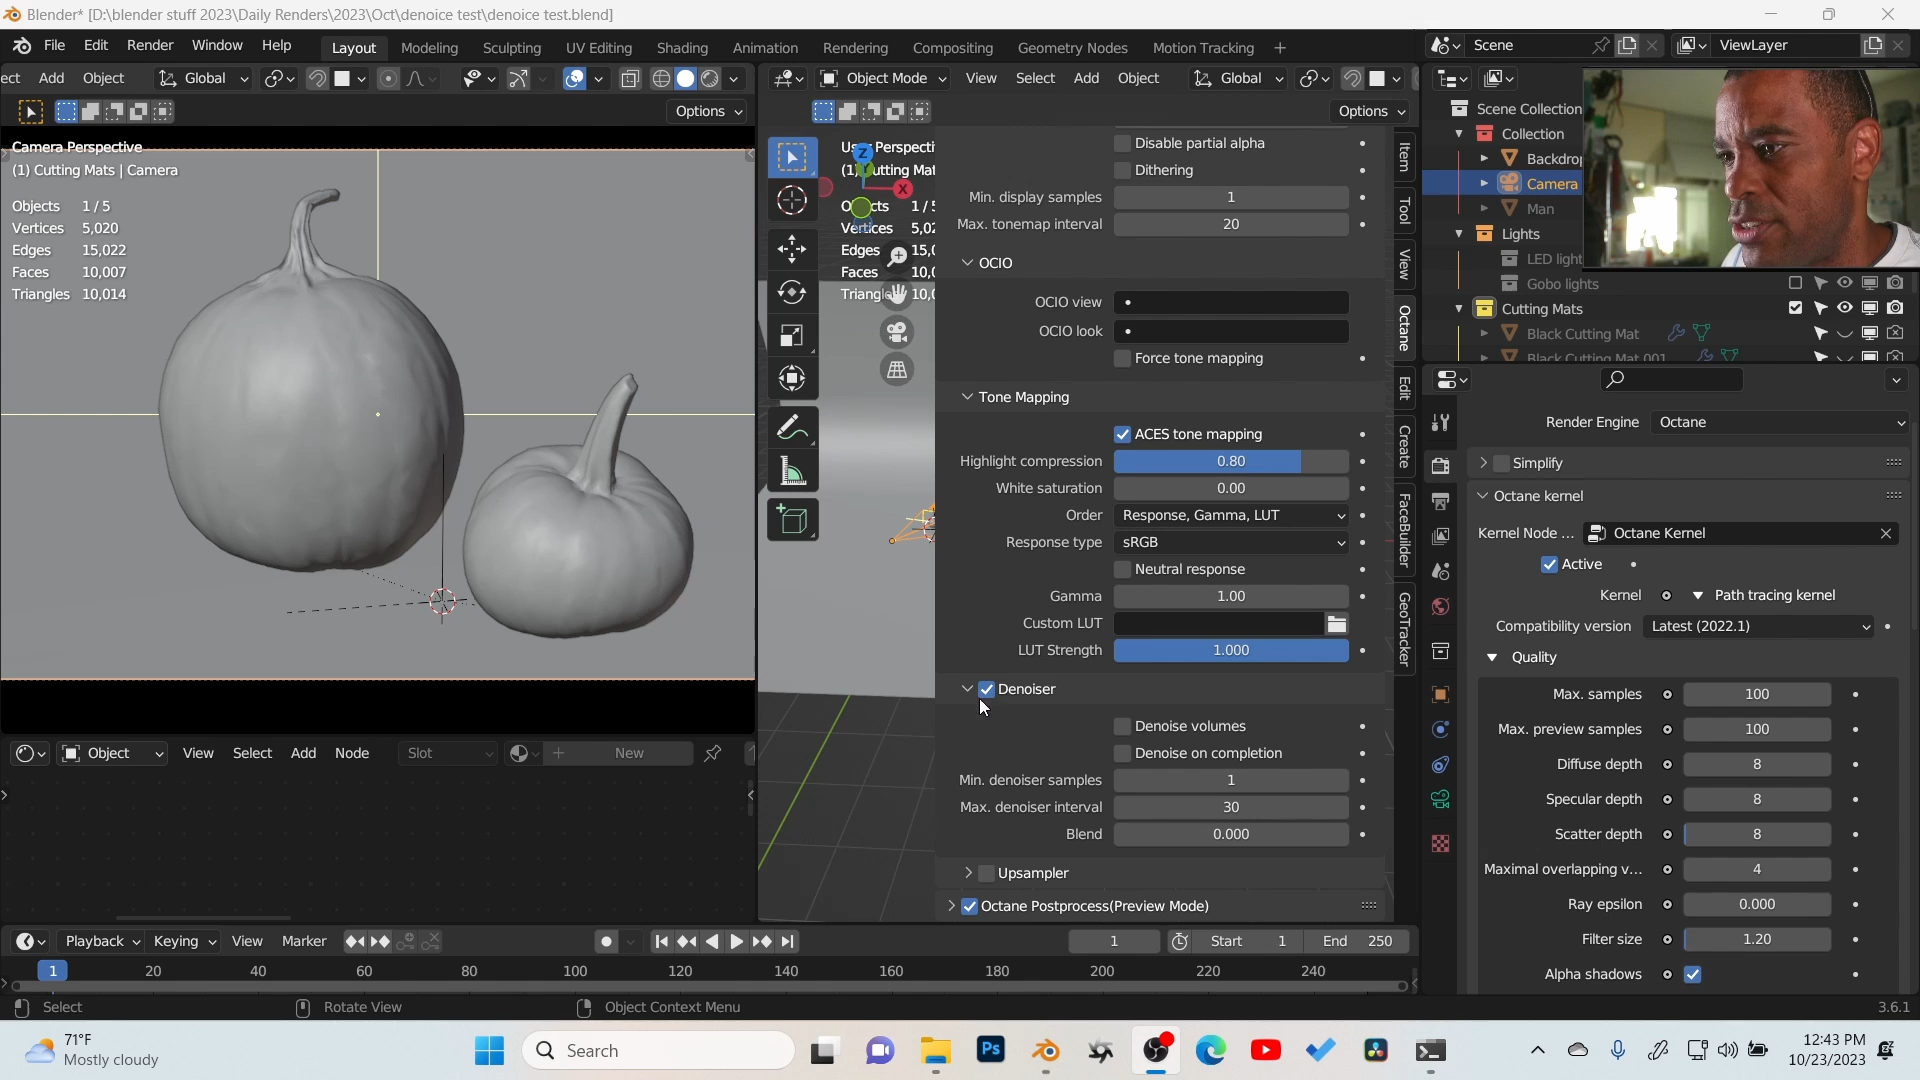 Blender* [D:\blender stuff 2023\Daily Renders\2023\Oct\denoice test\denoice test.blend]
File Edit Render Window Help Layout Modeling Sculpting UV Editing Shading Animation Rendering Compositing Geometry Nodes Motion Tracking + Scene ViewLayer
ect Add Object Global Object Mode View Select Add Object Global
Options Options
Camera Perspective
(1) Cutting Mats | Camera
Objects 1/5
Vertices 5,020
Edges 15,022
Faces 10,007
Triangles 10,014
Z
X
Disable partial alpha
Dithering
Min. display samples 1
Max. tonemap interval 20
OCIO
OCIO view
OCIO look
Force tone mapping
Tone Mapping
ACES tone mapping
Highlight compression 0.80
White saturation 0.00
Order Response, Gamma, LUT
Response type sRGB
Neutral response
Gamma 1.00
Custom LUT
LUT Strength 1.000
Denoiser
Denoise volumes
Denoise on completion
Min. denoiser samples 1
Max. denoiser interval 30
Blend 0.000
Upsampler
Octane Postprocess(Preview Mode)
Item
Tool
View
Octane
Edit
Create
FaceBuilder
GeoTracker
Scene Collection
Collection
Backdrop
Camera
Man
Lights
LED light
Gobo lights
Cutting Mats
Black Cutting Mat
Black Cutting Mat.001
Render Engine Octane
Simplify
Octane kernel
Kernel Node ... Octane Kernel
Active
Kernel Path tracing kernel
Compatibility version Latest (2022.1)
Quality
Max. samples 100
Max. preview samples 100
Diffuse depth 8
Specular depth 8
Scatter depth 8
Maximal overlapping v... 4
Ray epsilon 0.000
Filter size 1.20
Alpha shadows
Object View Select Add Node Slot New
Playback Keying View Marker 1 Start 1 End 250
1 20 40 60 80 100 120 140 160 180 200 220 240
Select Rotate View Object Context Menu 3.6.1
71°F
Mostly cloudy
Search
Ps
12:43 PM
10/23/2023